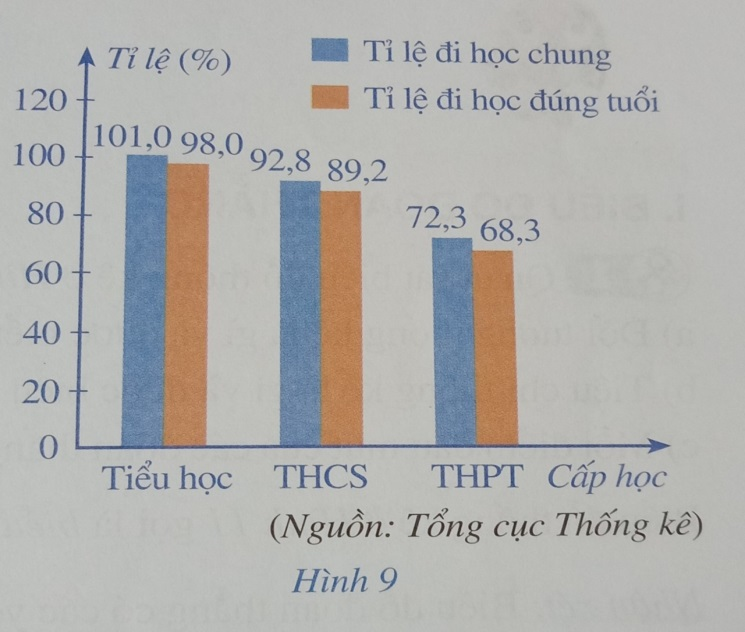 Tỉ lệ (%)
Tỉ lệ đi học chung
Tỉ lệ đi học đúng tuổi
120
100
80
60
40
20
0
101,0 98,0
92,8 89,2
72,3 68,3
Tiểu học THCS THPT Cấp học
(Nguồn: Tổng cục Thống kê)
Hình 9